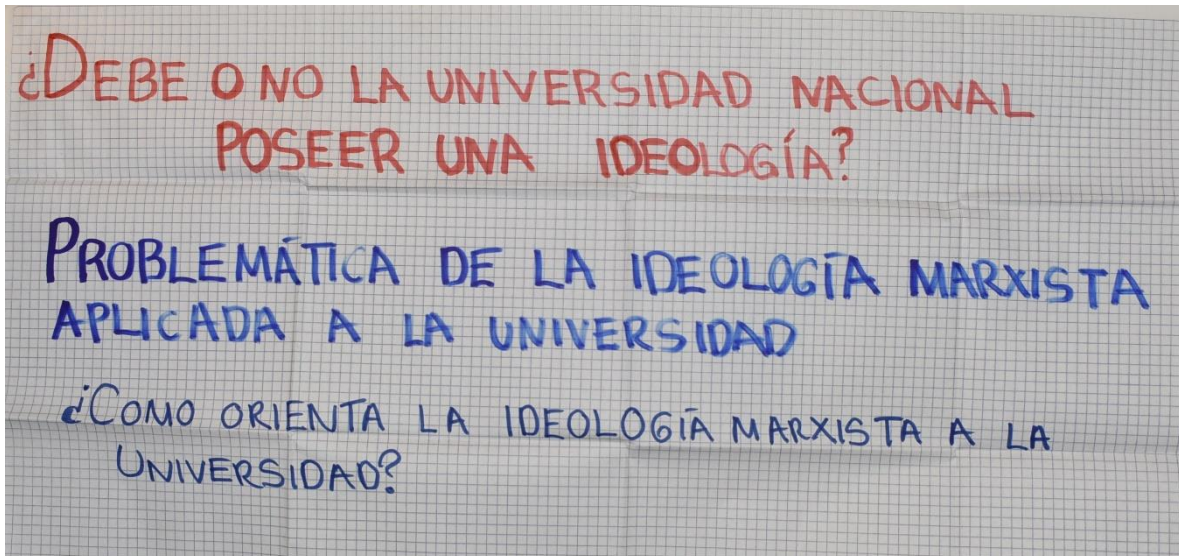 ¿DEBE O NO LA UNIVERSIDAD NACIONAL
POSEER UNA IDEOLOGÍA?
PROBLEMÁTICA DE LA IDEOLOGÍA MARXISTA
APLICADA A LA UNIVERSIDAD
¿COMO ORIENTA LA IDEOLOGÍA MARXISTA A LA
UNIVERSIDAD?